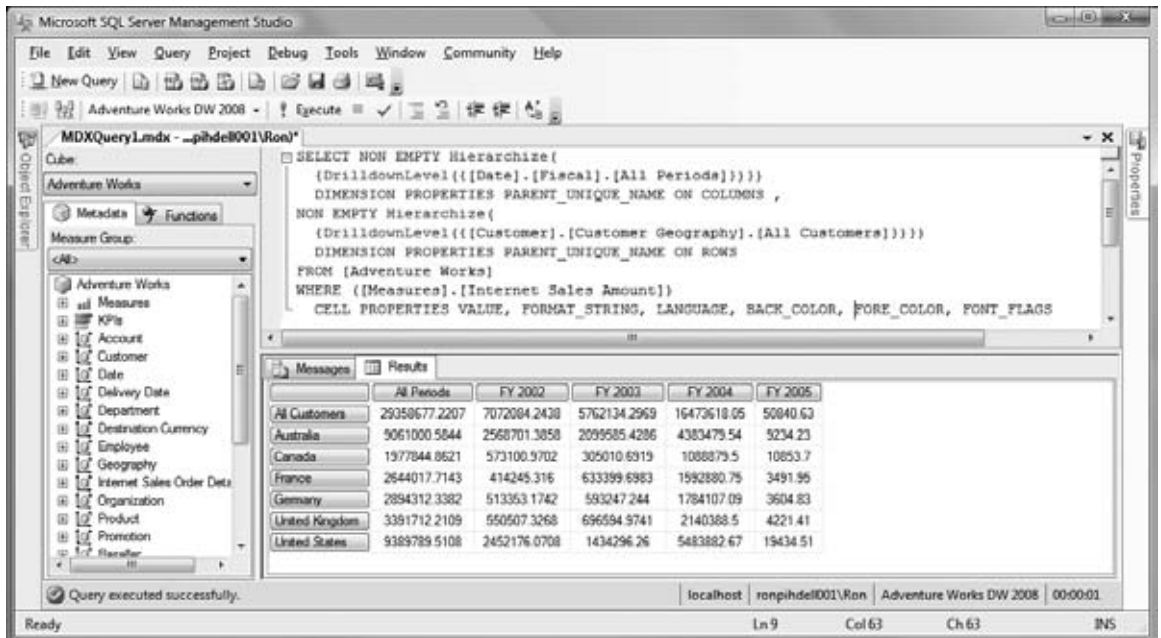 Microsoft SQL Server Management Studio
File Edit View Query Project Debug Tools Window Community Help
New Query
Adventure Works DW 2008 Execute
Object Explorer
MDXQuery1.mdx - ...pihdell001\Ron)*
Properties
Cube:
Adventure Works
Metadata Functions
Measure Group:
<All>
Adventure Works
Measures
KPIs
Account
Customer
Date
Delivery Date
Department
Destination Currency
Employee
Geography
Internet Sales Order Deta
Organization
Product
Promotion
Reseller
SELECT NON EMPTY Hierarchize(
{DrilldownLevel({[Date].[Fiscal].[All Periods]})})
DIMENSION PROPERTIES PARENT_UNIQUE_NAME ON COLUMNS ,
NON EMPTY Hierarchize(
{DrilldownLevel({[Customer].[Customer Geography].[All Customers]})})
DIMENSION PROPERTIES PARENT_UNIQUE_NAME ON ROWS
FROM [Adventure Works]
WHERE ([Measures].[Internet Sales Amount])
CELL PROPERTIES VALUE, FORMAT_STRING, LANGUAGE, BACK_COLOR, FORE_COLOR, FONT_FLAGS
Messages Results
All Periods FY 2002 FY 2003 FY 2004 FY 2005
All Customers 29358677.2207 7072084.2438 5762134.2969 16473618.05 50840.63
Australia 9061000.5844 2568701.3858 2099585.4286 4383479.54 9234.23
Canada 1977844.8621 573100.9702 305010.6919 1088879.5 10853.7
France 2644017.7143 414245.316 633399.6983 1592880.75 3491.95
Germany 2894312.3382 513353.1742 593247.244 1784107.09 3604.83
United Kingdom 3391712.2109 550507.3268 696594.9741 2140388.5 4221.41
United States 9389789.5108 2452176.0708 1434296.26 5483882.67 19434.51
Query executed successfully. localhost ronpihdell001\Ron Adventure Works DW 2008 00:00:01
Ready Ln 9 Col 63 Ch 63 INS